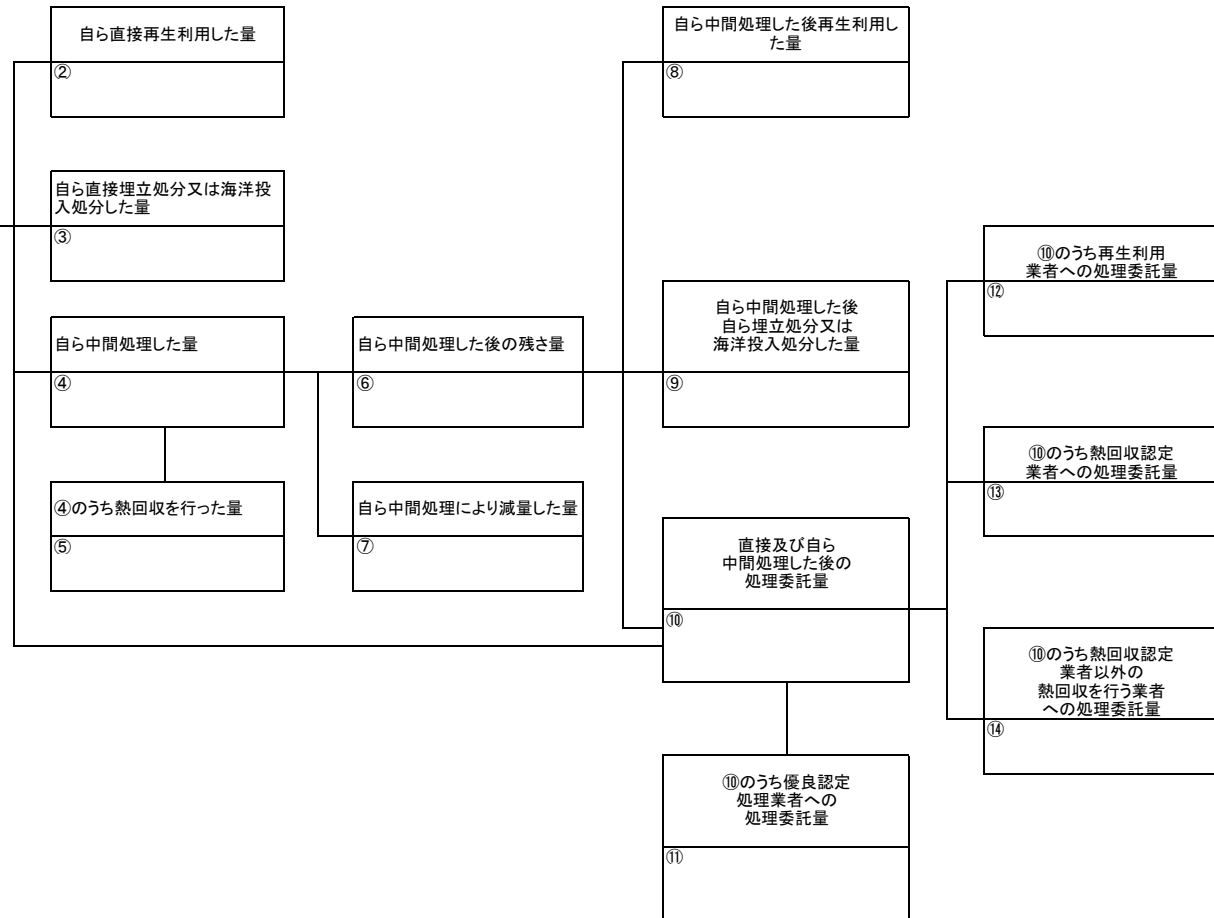 自ら直接再生利用した量
②
自ら直接埋立処分又は海洋投
入処分した量
③
自ら中間処理した量
④
④のうち熱回収を行った量
⑤
自ら中間処理した後の残さ量
⑥
自ら中間処理により減量した量
⑦
自ら中間処理した後再生利用し
た量
⑧
自ら中間処理した後
自ら埋立処分又は
海洋投入処分した量
⑨
直接及び自ら
中間処理した後の
処理委託量
⑩
⑩のうち優良認定
処理業者への
処理委託量
⑪
⑩のうち再生利用
業者への処理委託量
⑫
⑩のうち熱回収認定
業者への処理委託量
⑬
⑩のうち熱回収認定
業者以外の
熱回収を行う業者
への処理委託量
⑭